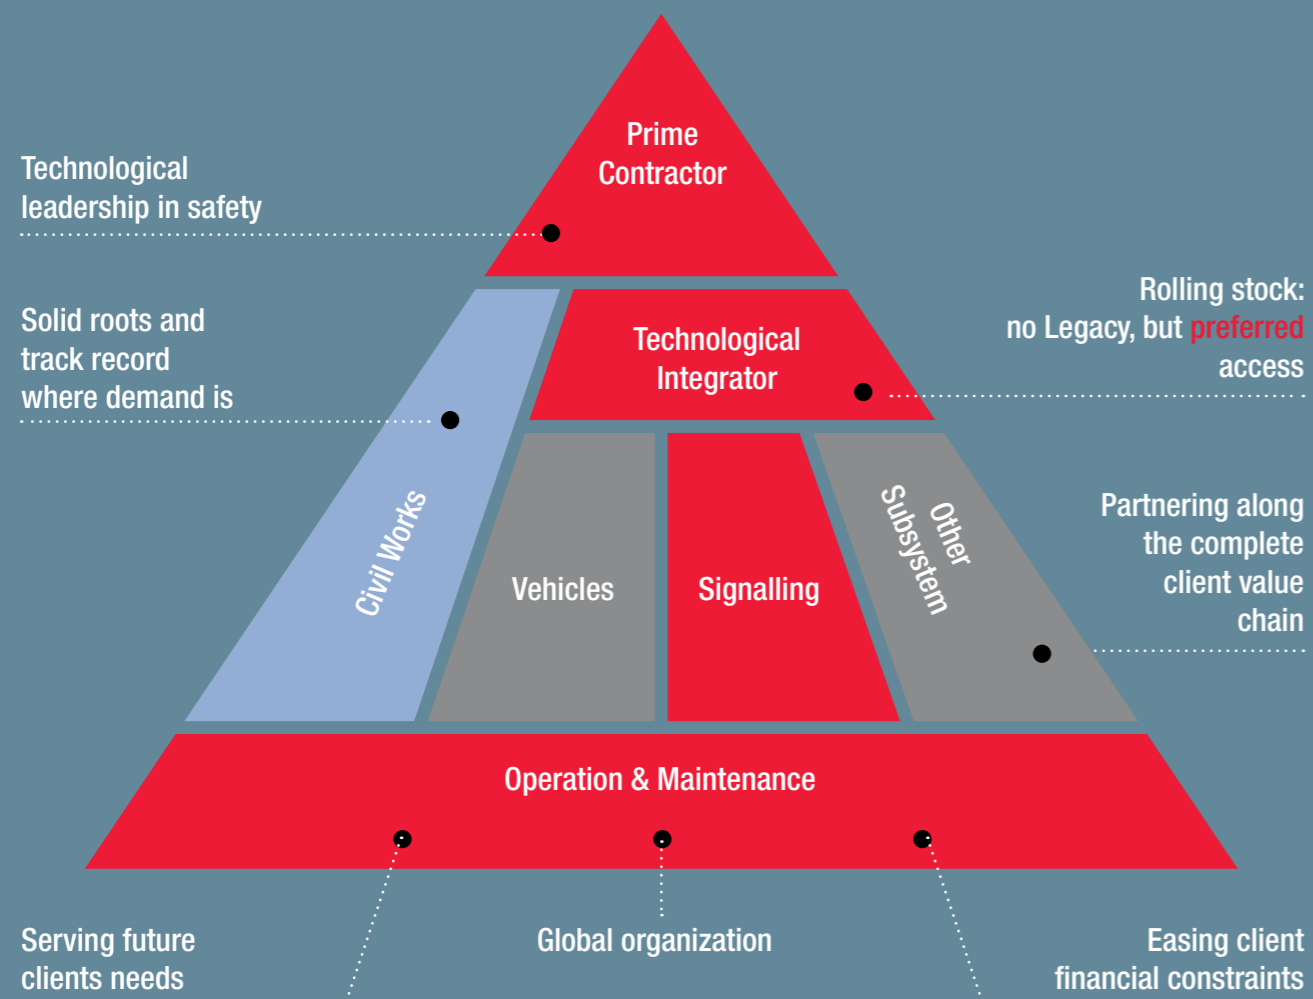 Prime
Contractor
Technological
leadership in safety
Rolling stock:
no Legacy, but preferred
access
Solid roots and
track record
where demand is
Technological
Integrator
Partnering along
the complete
client value
chain
Civil Works
Vehicles
Signalling
Other
Subsystem
Operation & Maintenance
Serving future
clients needs
Global organization
Easing client
financial constraints